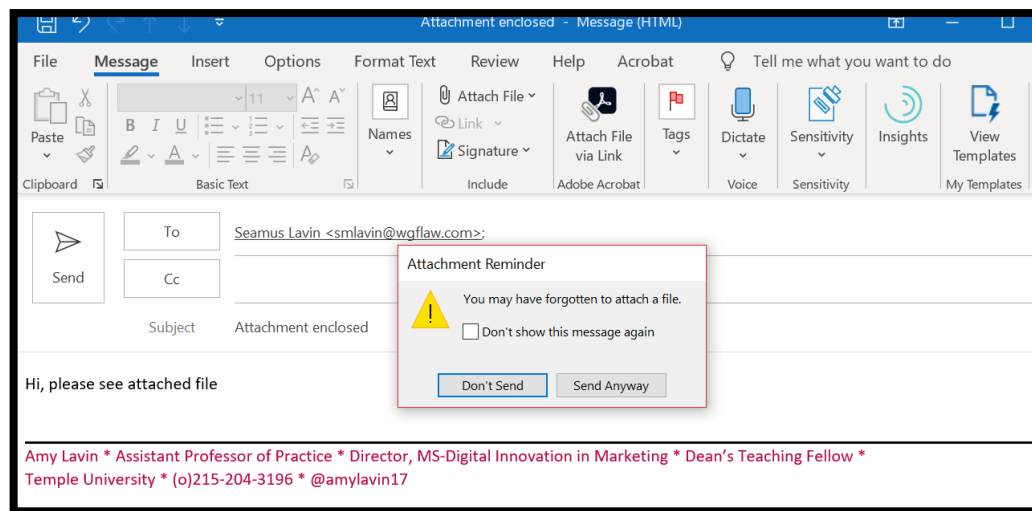 Attachment enclosed - Message (HTML)
File Message Insert Options Format Text Review Help Acrobat Tell me what you want to do
Paste
Clipboard
11 A^ A˅
B I U
A A
Basic Text
Names
Attach File
Link
Signature
Include
Attach File
via Link
Adobe Acrobat
Tags
Dictate
Voice
Sensitivity
Sensitivity
Insights
View
Templates
My Templates
Send
To Seamus Lavin <smlavin@wgflaw.com>;
Cc
Subject Attachment enclosed
Attachment Reminder
You may have forgotten to attach a file.
Don't show this message again
Don't Send Send Anyway
Hi, please see attached file
Amy Lavin * Assistant Professor of Practice * Director, MS-Digital Innovation in Marketing * Dean’s Teaching Fellow *
Temple University * (o)215-204-3196 * @amylavin17